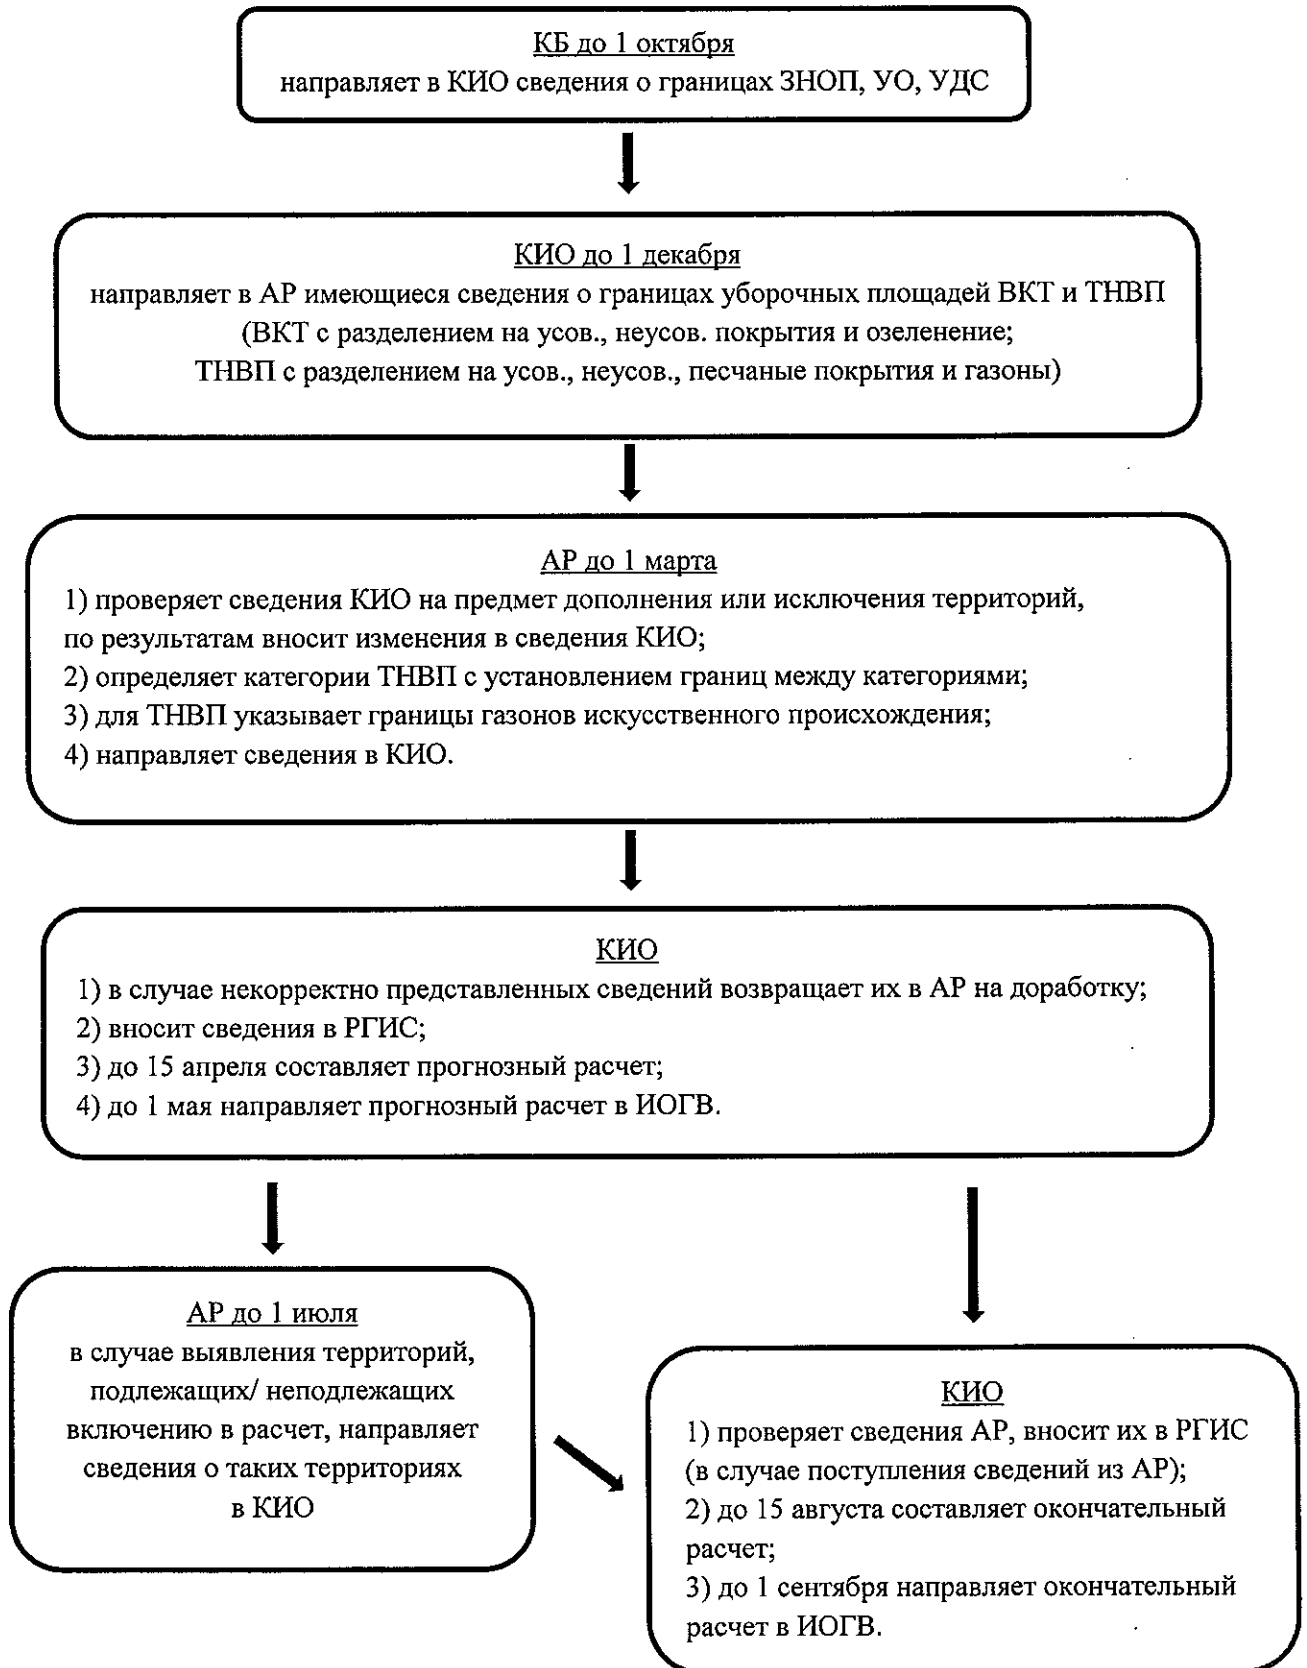 КБ до 1 октября
направляет в КИО сведения о границах ЗНОП, УО, УДС
КИО до 1 декабря
направляет в АР имеющиеся сведения о границах уборочных площадей ВКТ и ТНВП
(ВКТ с разделением на усов., неусов. покрытия и озеленение;
ТНВП с разделением на усов., неусов., песчаные покрытия и газоны)
АР до 1 марта
1) проверяет сведения КИО на предмет дополнения или исключения территорий,
по результатам вносит изменения в сведения КИО;
2) определяет категории ТНВП с установлением границ между категориями;
3) для ТНВП указывает границы газонов искусственного происхождения;
4) направляет сведения в КИО.
КИО
1) в случае некорректно представленных сведений возвращает их в АР на доработку;
2) вносит сведения в РГИС;
3) до 15 апреля составляет прогнозный расчет;
4) до 1 мая направляет прогнозный расчет в ИОГВ.
АР до 1 июля
в случае выявления территорий,
подлежащих/ неподлежащих
включению в расчет, направляет
сведения о таких территориях
в КИО
КИО
1) проверяет сведения АР, вносит их в РГИС
(в случае поступления сведений из АР);
2) до 15 августа составляет окончательный
расчет;
3) до 1 сентября направляет окончательный
расчет в ИОГВ.